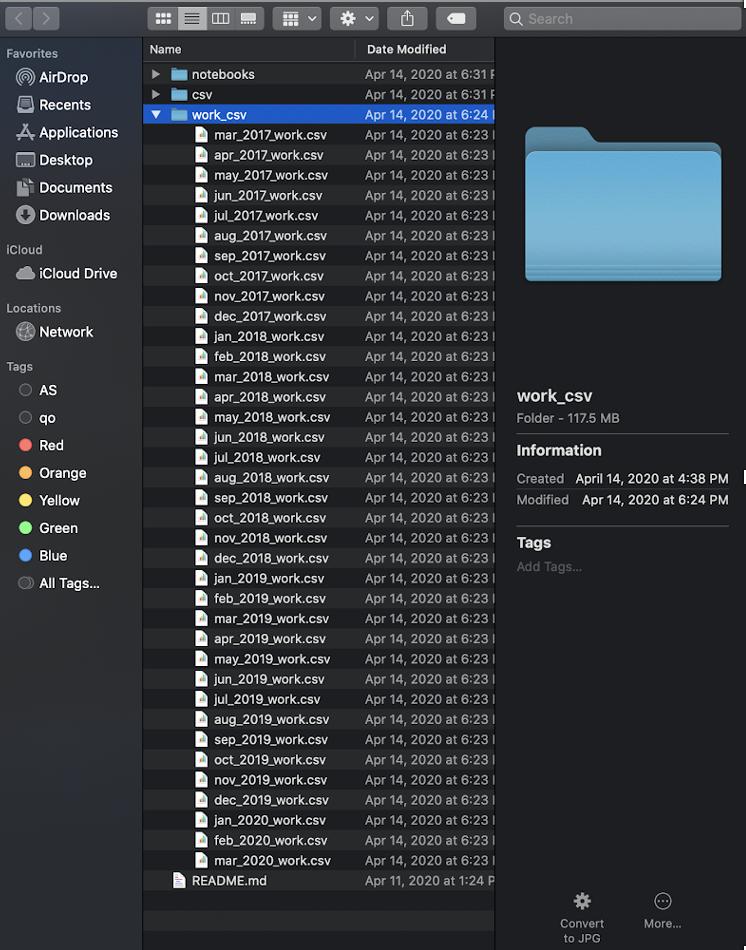 Search
Favorites
AirDrop
Recents
Applications
Desktop
Documents
Downloads
iCloud
iCloud Drive
Locations
Network
Tags
AS
qo
Red
Orange
Yellow
Green
Blue
All Tags...
Name Date Modified
notebooks Apr 14, 2020 at 6:31 P
csv Apr 14, 2020 at 6:31
work_csv Apr 14, 2020 at 6:24
mar_2017_work.csv Apr 14, 2020 at 6:23
apr_2017_work.csv Apr 14, 2020 at 6:23
may_2017_work.csv Apr 14, 2020 at 6:23
jun_2017_work.csv Apr 14, 2020 at 6:23
jul_2017_work.csv Apr 14, 2020 at 6:23
aug_2017_work.csv Apr 14, 2020 at 6:23
sep_2017_work.csv Apr 14, 2020 at 6:23
oct_2017_work.csv Apr 14, 2020 at 6:23
nov_2017_work.csv Apr 14, 2020 at 6:23
dec_2017_work.csv Apr 14, 2020 at 6:23
jan_2018_work.csv Apr 14, 2020 at 6:23
feb_2018_work.csv Apr 14, 2020 at 6:23
mar_2018_work.csv Apr 14, 2020 at 6:23
apr_2018_work.csv Apr 14, 2020 at 6:23
may_2018_work.csv Apr 14, 2020 at 6:23
jun_2018_work.csv Apr 14, 2020 at 6:23
jul_2018_work.csv Apr 14, 2020 at 6:23
aug_2018_work.csv Apr 14, 2020 at 6:23
sep_2018_work.csv Apr 14, 2020 at 6:23
oct_2018_work.csv Apr 14, 2020 at 6:23
nov_2018_work.csv Apr 14, 2020 at 6:23
dec_2018_work.csv Apr 14, 2020 at 6:23
jan_2019_work.csv Apr 14, 2020 at 6:23
feb_2019_work.csv Apr 14, 2020 at 6:23
mar_2019_work.csv Apr 14, 2020 at 6:23
apr_2019_work.csv Apr 14, 2020 at 6:23
may_2019_work.csv Apr 14, 2020 at 6:23
jun_2019_work.csv Apr 14, 2020 at 6:23
jul_2019_work.csv Apr 14, 2020 at 6:23
aug_2019_work.csv Apr 14, 2020 at 6:23
sep_2019_work.csv Apr 14, 2020 at 6:23
oct_2019_work.csv Apr 14, 2020 at 6:23
nov_2019_work.csv Apr 14, 2020 at 6:23
dec_2019_work.csv Apr 14, 2020 at 6:23
jan_2020_work.csv Apr 14, 2020 at 6:23
feb_2020_work.csv Apr 14, 2020 at 6:23
mar_2020_work.csv Apr 14, 2020 at 6:23
README.md Apr 11, 2020 at 1:24 P
work_csv
Folder - 117.5 MB
Information
Created April 14, 2020 at 4:38 PM
Modified Apr 14, 2020 at 6:24 PM
Tags
Add Tags...
Convert
to JPG
More...